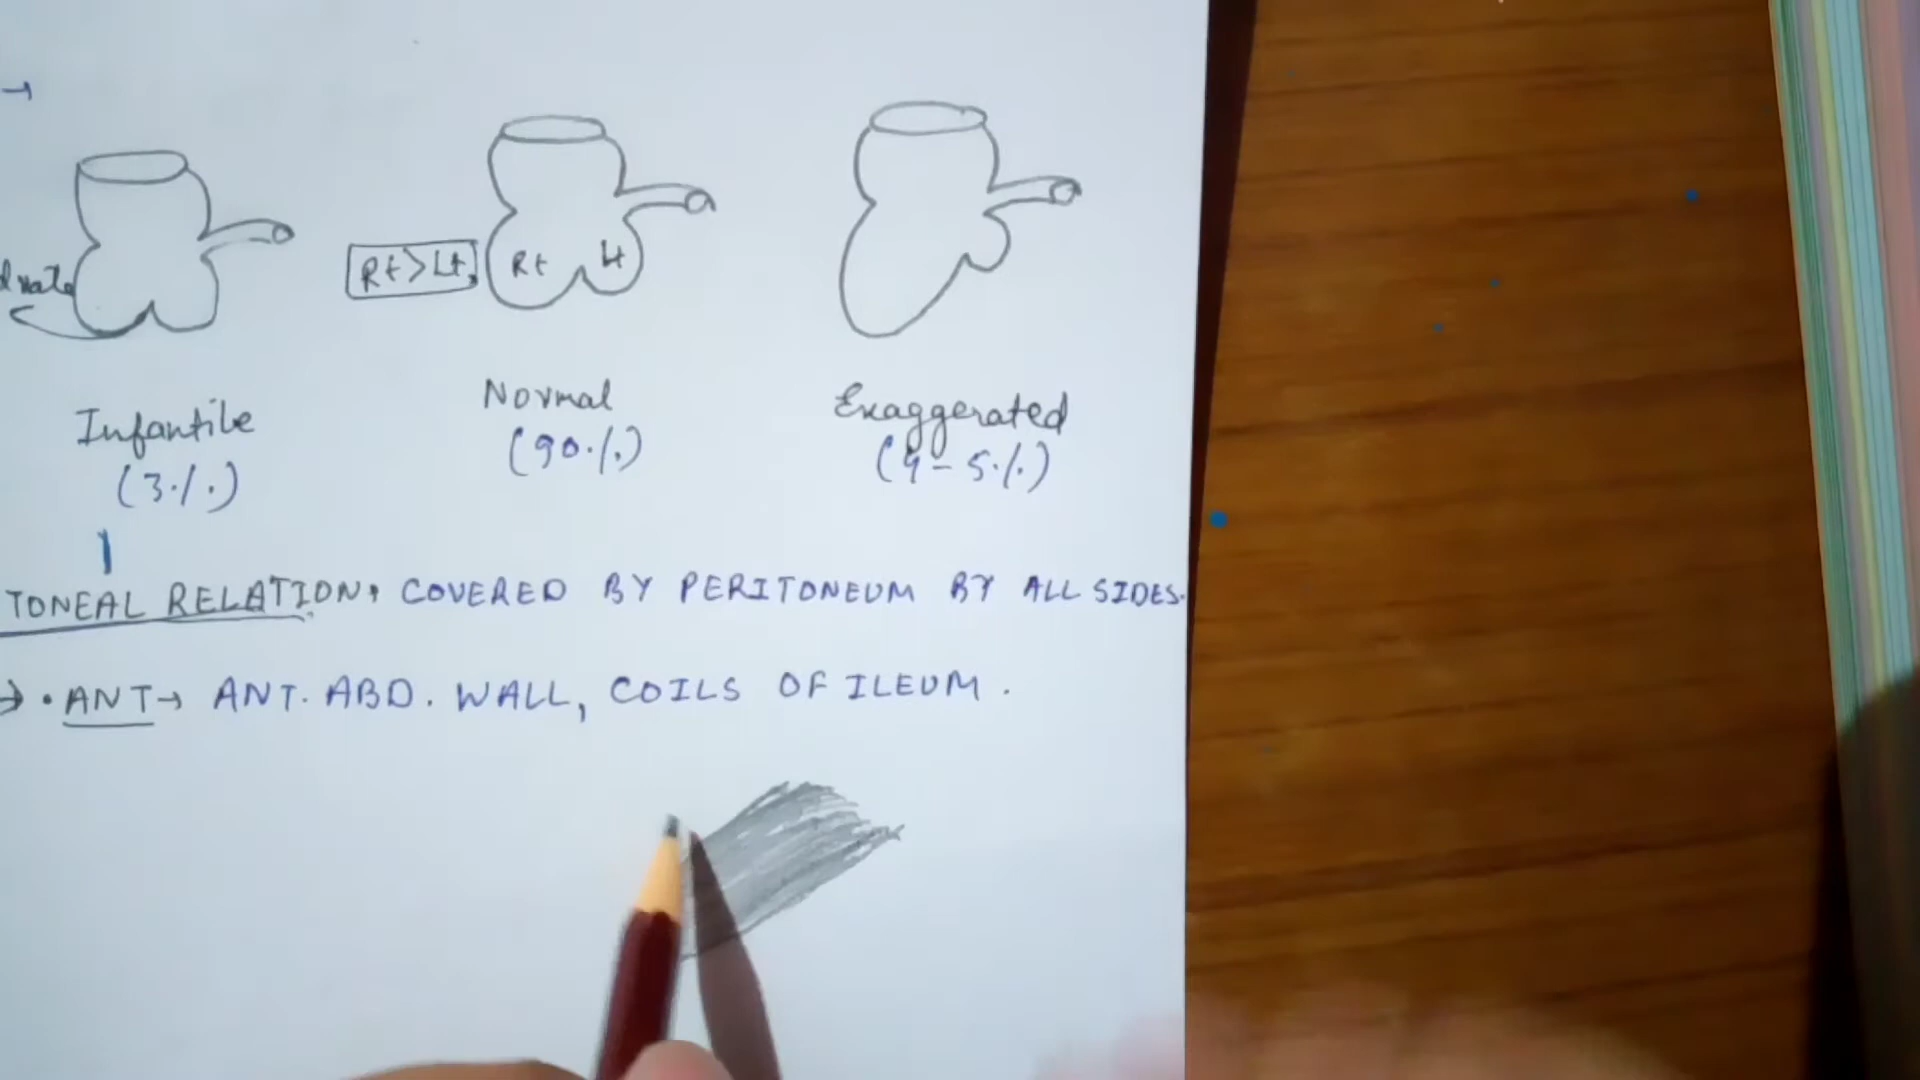 →
Rt>Lt
Rt
Lt
Infantile
(3%)
Normal
(90%)
Exaggerated
(4-5%)
TONEAL RELATION, COVERED BY PERITONEUM BY ALL SIDES.
→ • ANT → ANT. ABD. WALL, COILS OF ILEUM.